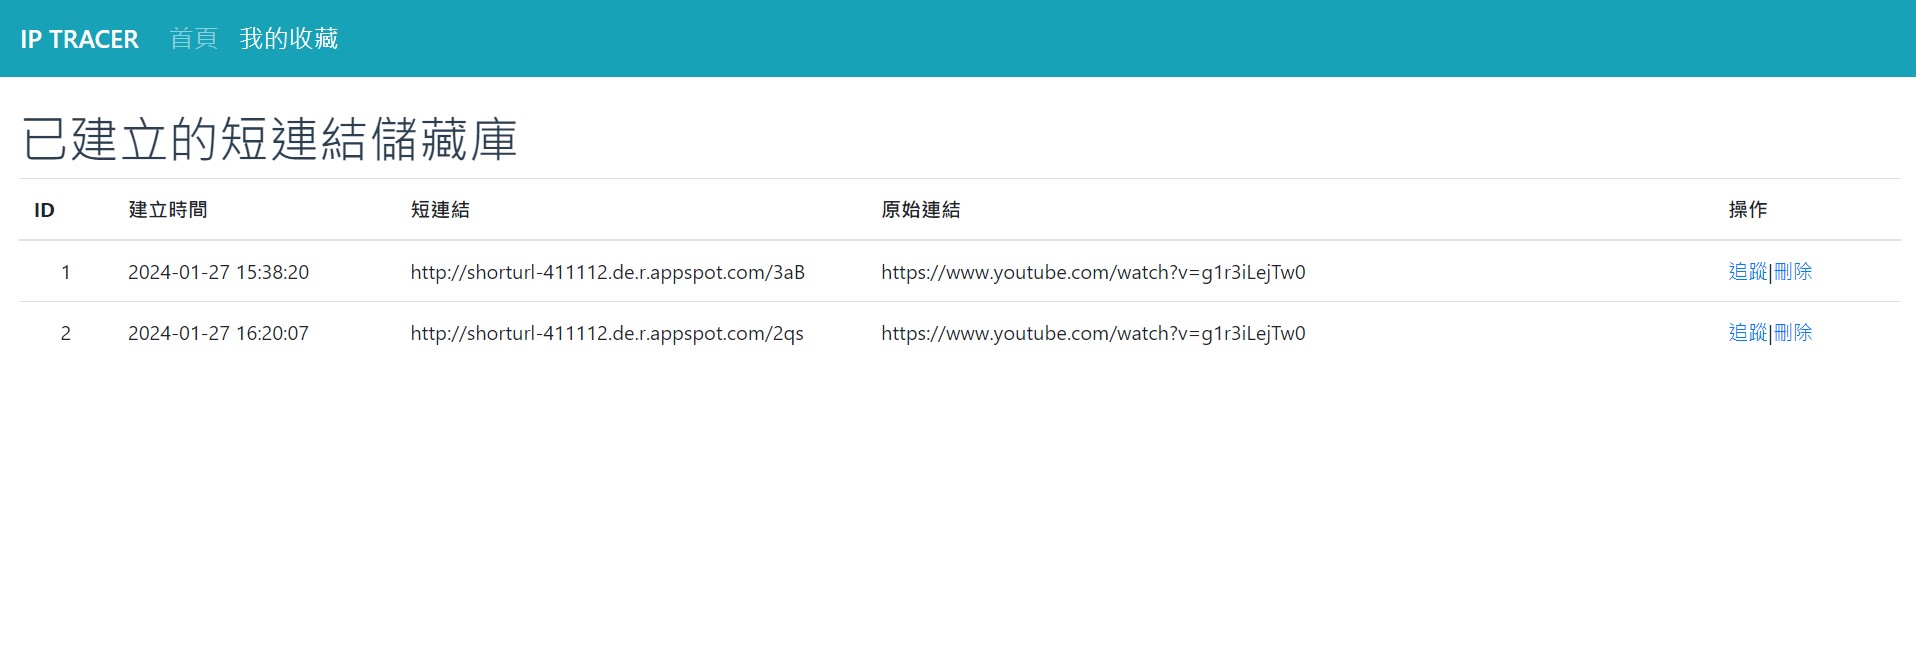 IP TRACER 首頁 我的收藏
已建立的短連結儲藏庫
ID 建立時間 短連結 原始連結 操作
1 2024-01-27 15:38:20 http://shorturl-411112.de.r.appspot.com/3aB https://www.youtube.com/watch?v=g1r3iLejTw0 追蹤|刪除
2 2024-01-27 16:20:07 http://shorturl-411112.de.r.appspot.com/2qs https://www.youtube.com/watch?v=g1r3iLejTw0 追蹤|刪除